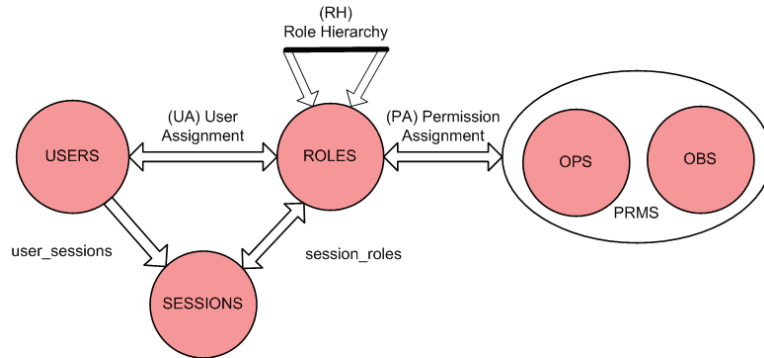 (RH)
Role Hierarchy
(UA) User
Assignment
(PA) Permission
Assignment
USERS
ROLES
OPS
OBS
PRMS
user_sessions
session_roles
SESSIONS